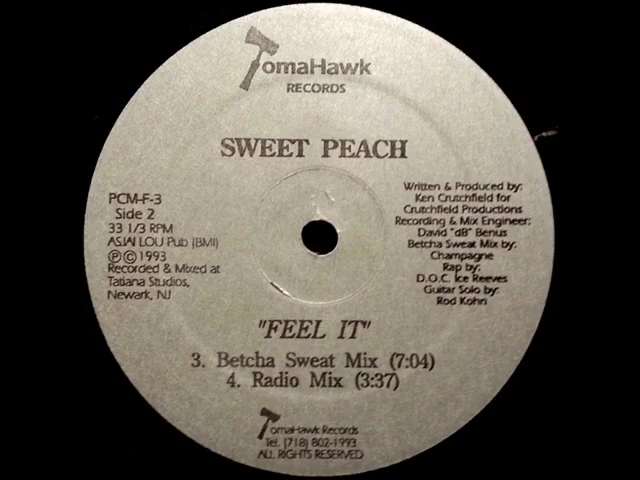 TomaHawk
RECORDS
SWEET PEACH
PCM-F-3
Side 2
33 1/3 RPM
ASJAI LOU Pub (BMI)
Ⓟ©1993
Recorded & Mixed at
Tatiana Studios,
Newark, NJ
Written & Produced by:
Ken Crutchfield for
Crutchfield Productions
Recording & Mix Engineer:
David "dB" Benus
Betcha Sweat Mix by:
Champagne
Rap by:
D.O.C. Ice Reeves
Guitar Solo by:
Rod Kohn
"FEEL IT"
3. Betcha Sweat Mix (7:04)
4. Radio Mix (3:37)
TomaHawk Records
Tel. (718) 802-1993
ALL RIGHTS RESERVED